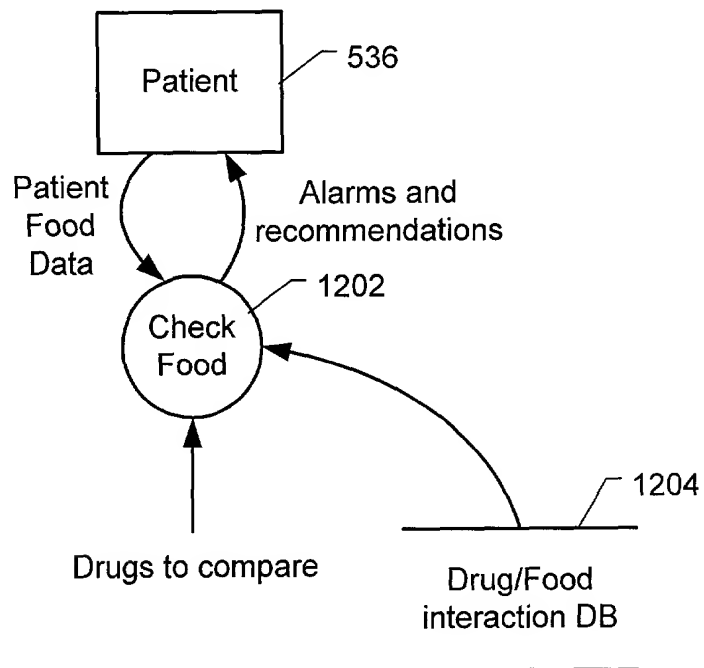 Patient
536
Patient
Food
Data
Alarms and
recommendations
1202
Check
Food
1204
Drugs to compare
Drug/Food
interaction DB